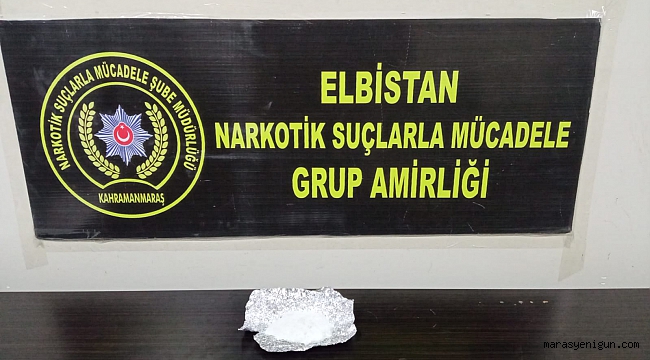 NARKOTİK SUÇLARLA MÜCADELE ŞUBE MÜDÜRLÜĞÜ
KAHRAMANMARAŞ
ELBİSTAN
NARKOTİK SUÇLARLA MÜCADELE
GRUP AMİRLİĞİ
marasyenigun.com